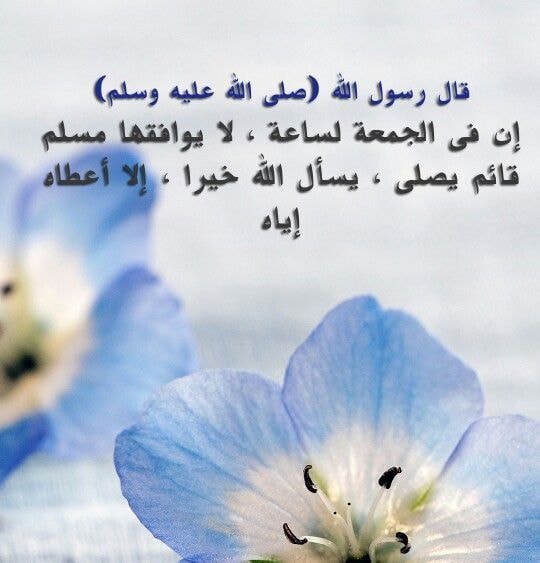 قال رسول الله (صلى الله عليه وسلم)
إن فى الجمعة لساعة ، لا يوافقها مسلم
قائم يصلى ، يسأل الله خيرا ، إلا أعطاه
إياه